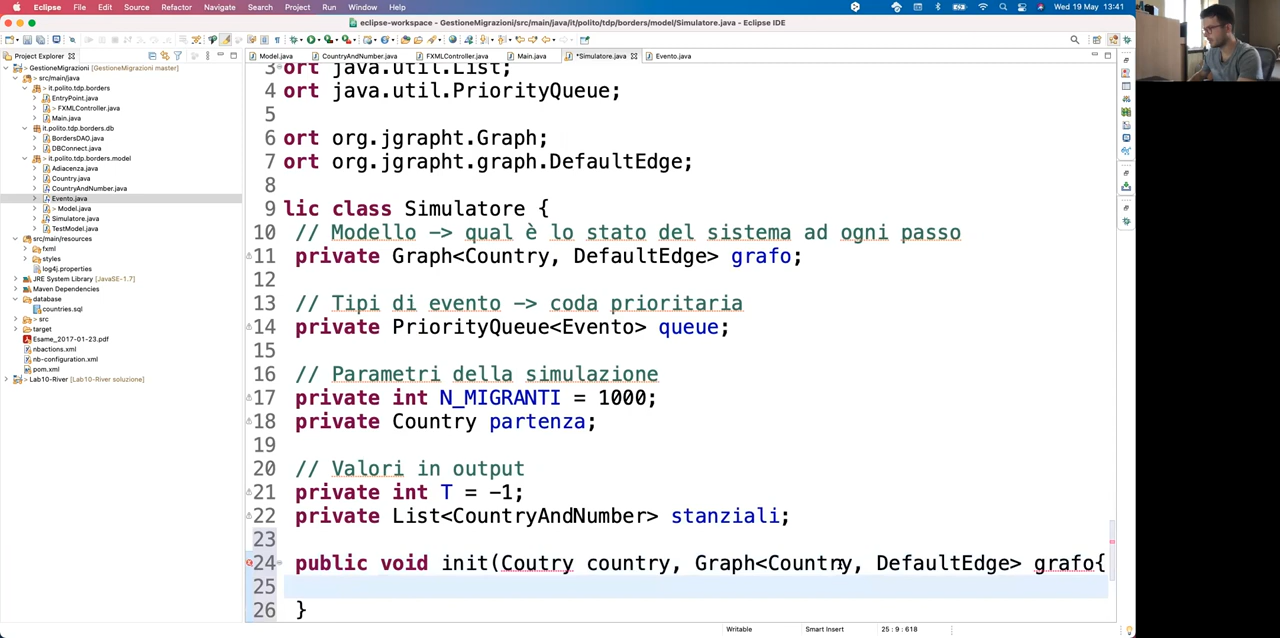 Eclipse File Edit Source Refactor Navigate Search Project Run Window Help Wed 19 May 13:41
eclipse-workspace - GestioneMigrazioni/src/main/java/it/polito/tdp/borders/model/Simulatore.java - Eclipse IDE
Project Explorer
GestioneMigrazioni [GestioneMigrazioni master]
> src/main/java
> it.polito.tdp.borders
EntryPoint.java
> FXMLController.java
Main.java
it.polito.tdp.borders.db
BordersDAO.java
DBConnect.java
> it.polito.tdp.borders.model
Adiacenza.java
Country.java
CountryAndNumber.java
Evento.java
> Model.java
Simulatore.java
TestModel.java
src/main/resources
fxml
styles
log4j.properties
JRE System Library [JavaSE-1.7]
Maven Dependencies
database
countries.sql
> src
target
Esame_2017-01-23.pdf
nbactions.xml
nb-configuration.xml
pom.xml
Lab10-River [Lab10-River soluzione]
Model.java CountryAndNumber.java FXMLController.java Main.java *Simulatore.java Evento.java
3 ort java.util.List;
4 ort java.util.PriorityQueue;
5
6 ort org.jgrapht.Graph;
7 ort org.jgrapht.graph.DefaultEdge;
8
9 lic class Simulatore {
10 // Modello -> qual è lo stato del sistema ad ogni passo
11 private Graph<Country, DefaultEdge> grafo;
12
13 // Tipi di evento -> coda prioritaria
14 private PriorityQueue<Evento> queue;
15
16 // Parametri della simulazione
17 private int N_MIGRANTI = 1000;
18 private Country partenza;
19
20 // Valori in output
21 private int T = -1;
22 private List<CountryAndNumber> stanziali;
23
24 public void init(Coutry country, Graph<Country, DefaultEdge> grafo{
25
26 }
Writable Smart Insert 25 : 9 : 618